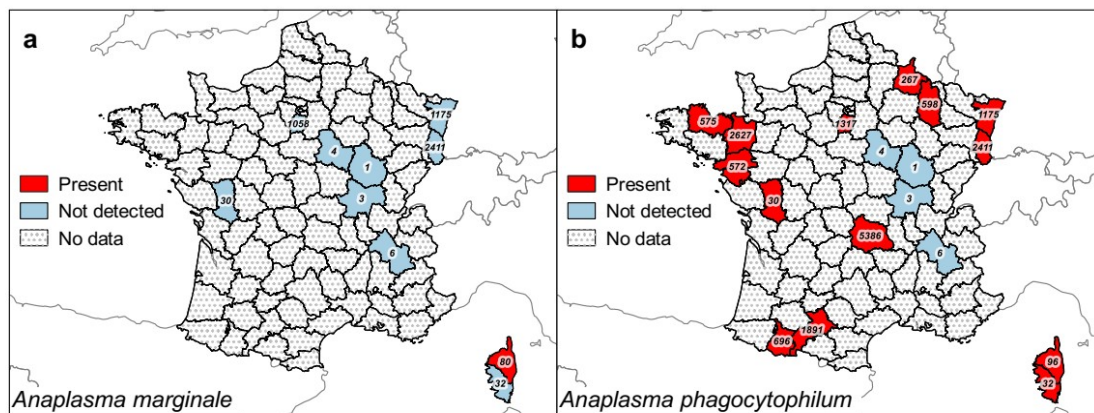 a
1175
1058
2411
4
1
Present
Not detected
No data
30
3
6
80
32
Anaplasma marginale
b
267
598
575
1317
1175
2627
2411
4
1
572
Present
Not detected
No data
30
3
5386
6
1891
696
96
32
Anaplasma phagocytophilum